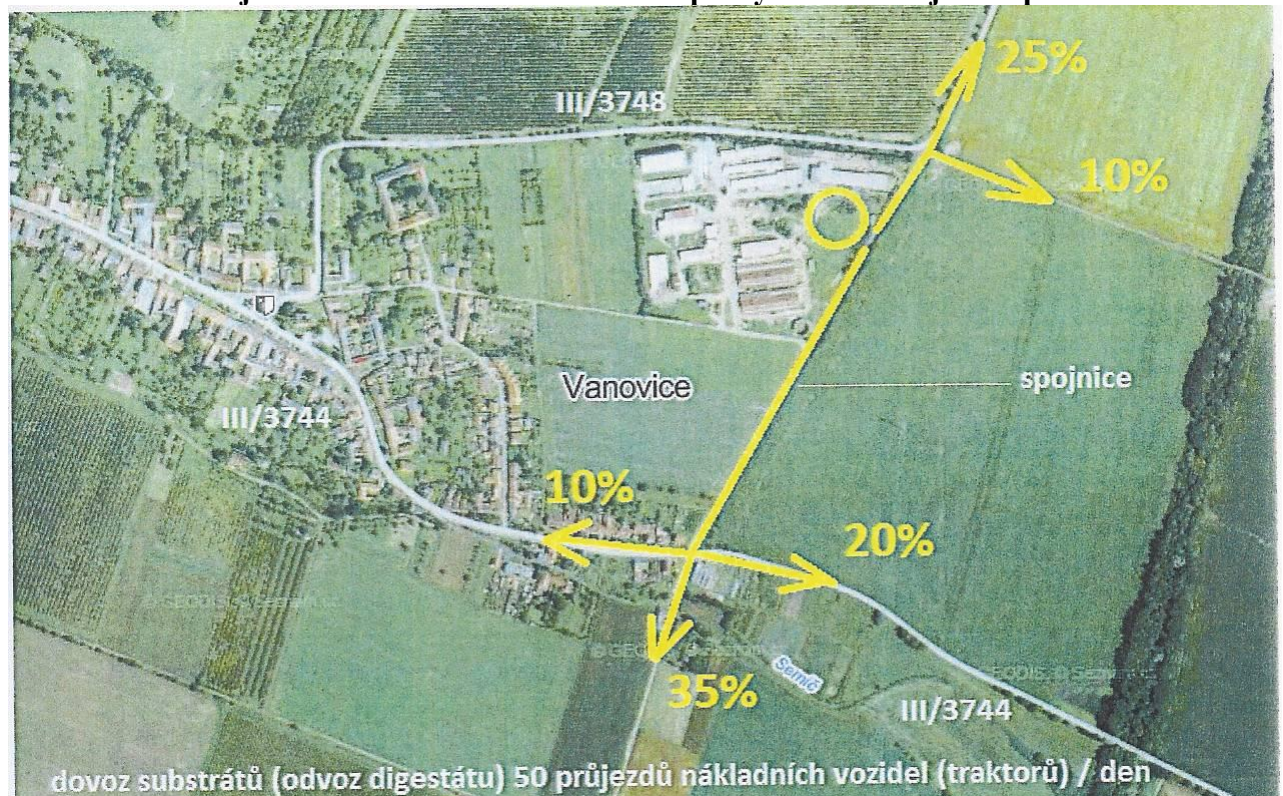 25%
III/3748
10%
Vanovice
spojnice
III/3744
10%
20%
35%
Semíč
III/3744
dovoz substrátů (odvoz digestátu) 50 průjezdů nákladních vozidel (traktorů) / den